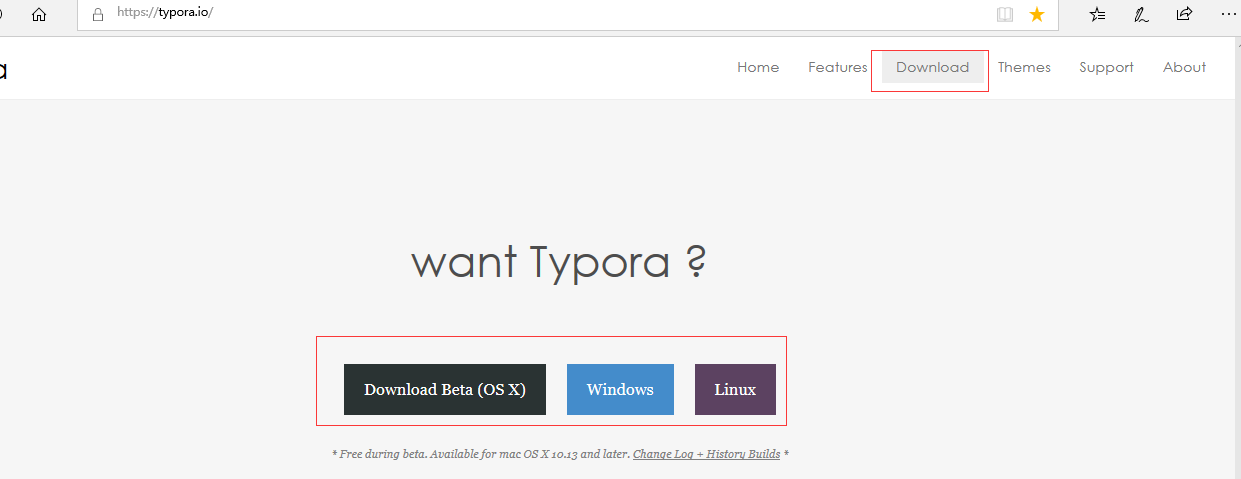 https://typora.io/
a
Home Features Download Themes Support About
want Typora ?
Download Beta (OS X) Windows Linux
* Free during beta. Available for mac OS X 10.13 and later. Change Log + History Builds *